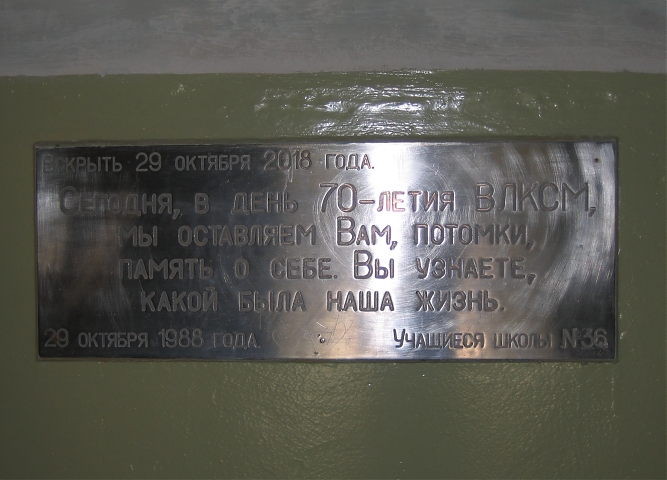 Вскрыть 29 октября 2018 года.
Сегодня, в день 70-летия ВЛКСМ,
мы оставляем Вам, потомки,
память о себе. Вы узнаете,
какой была наша жизнь.
29 октября 1988 года. Учащиеся школы №36